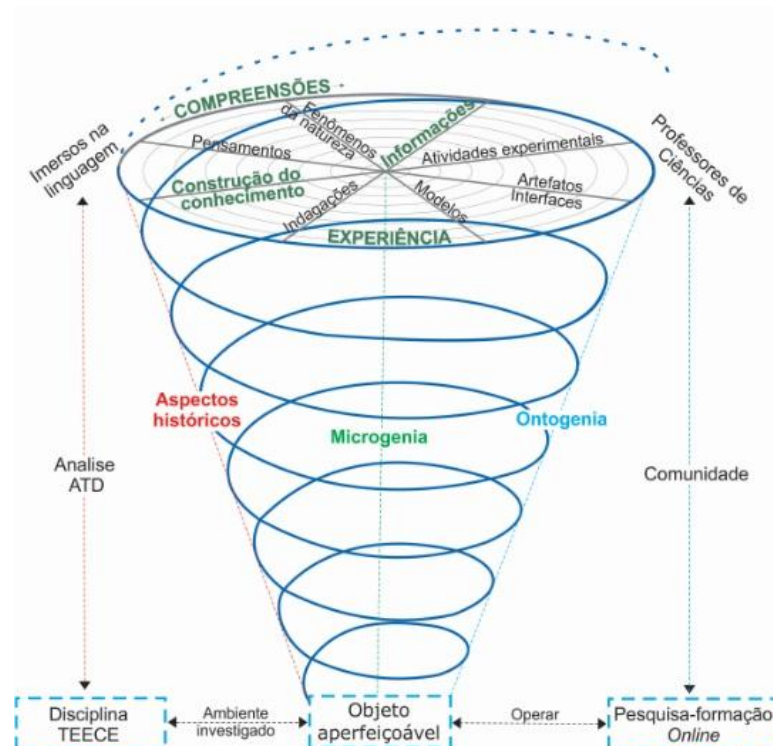 COMPREENSÕES
Imersos na
linguagem
Professores de
Ciências
Pensamentos
Fenômenos
da natureza
Informações
Atividades experimentais
Construção do
conhecimento
Indagações
Modelos
Artefatos
Interfaces
EXPERIÊNCIA
Aspectos
históricos
Microgenia
Ontogenia
Analise
ATD
Comunidade
Disciplina
TEECE
Ambiente
investigado
Objeto
aperfeiçoável
Operar
Pesquisa-formação
Online